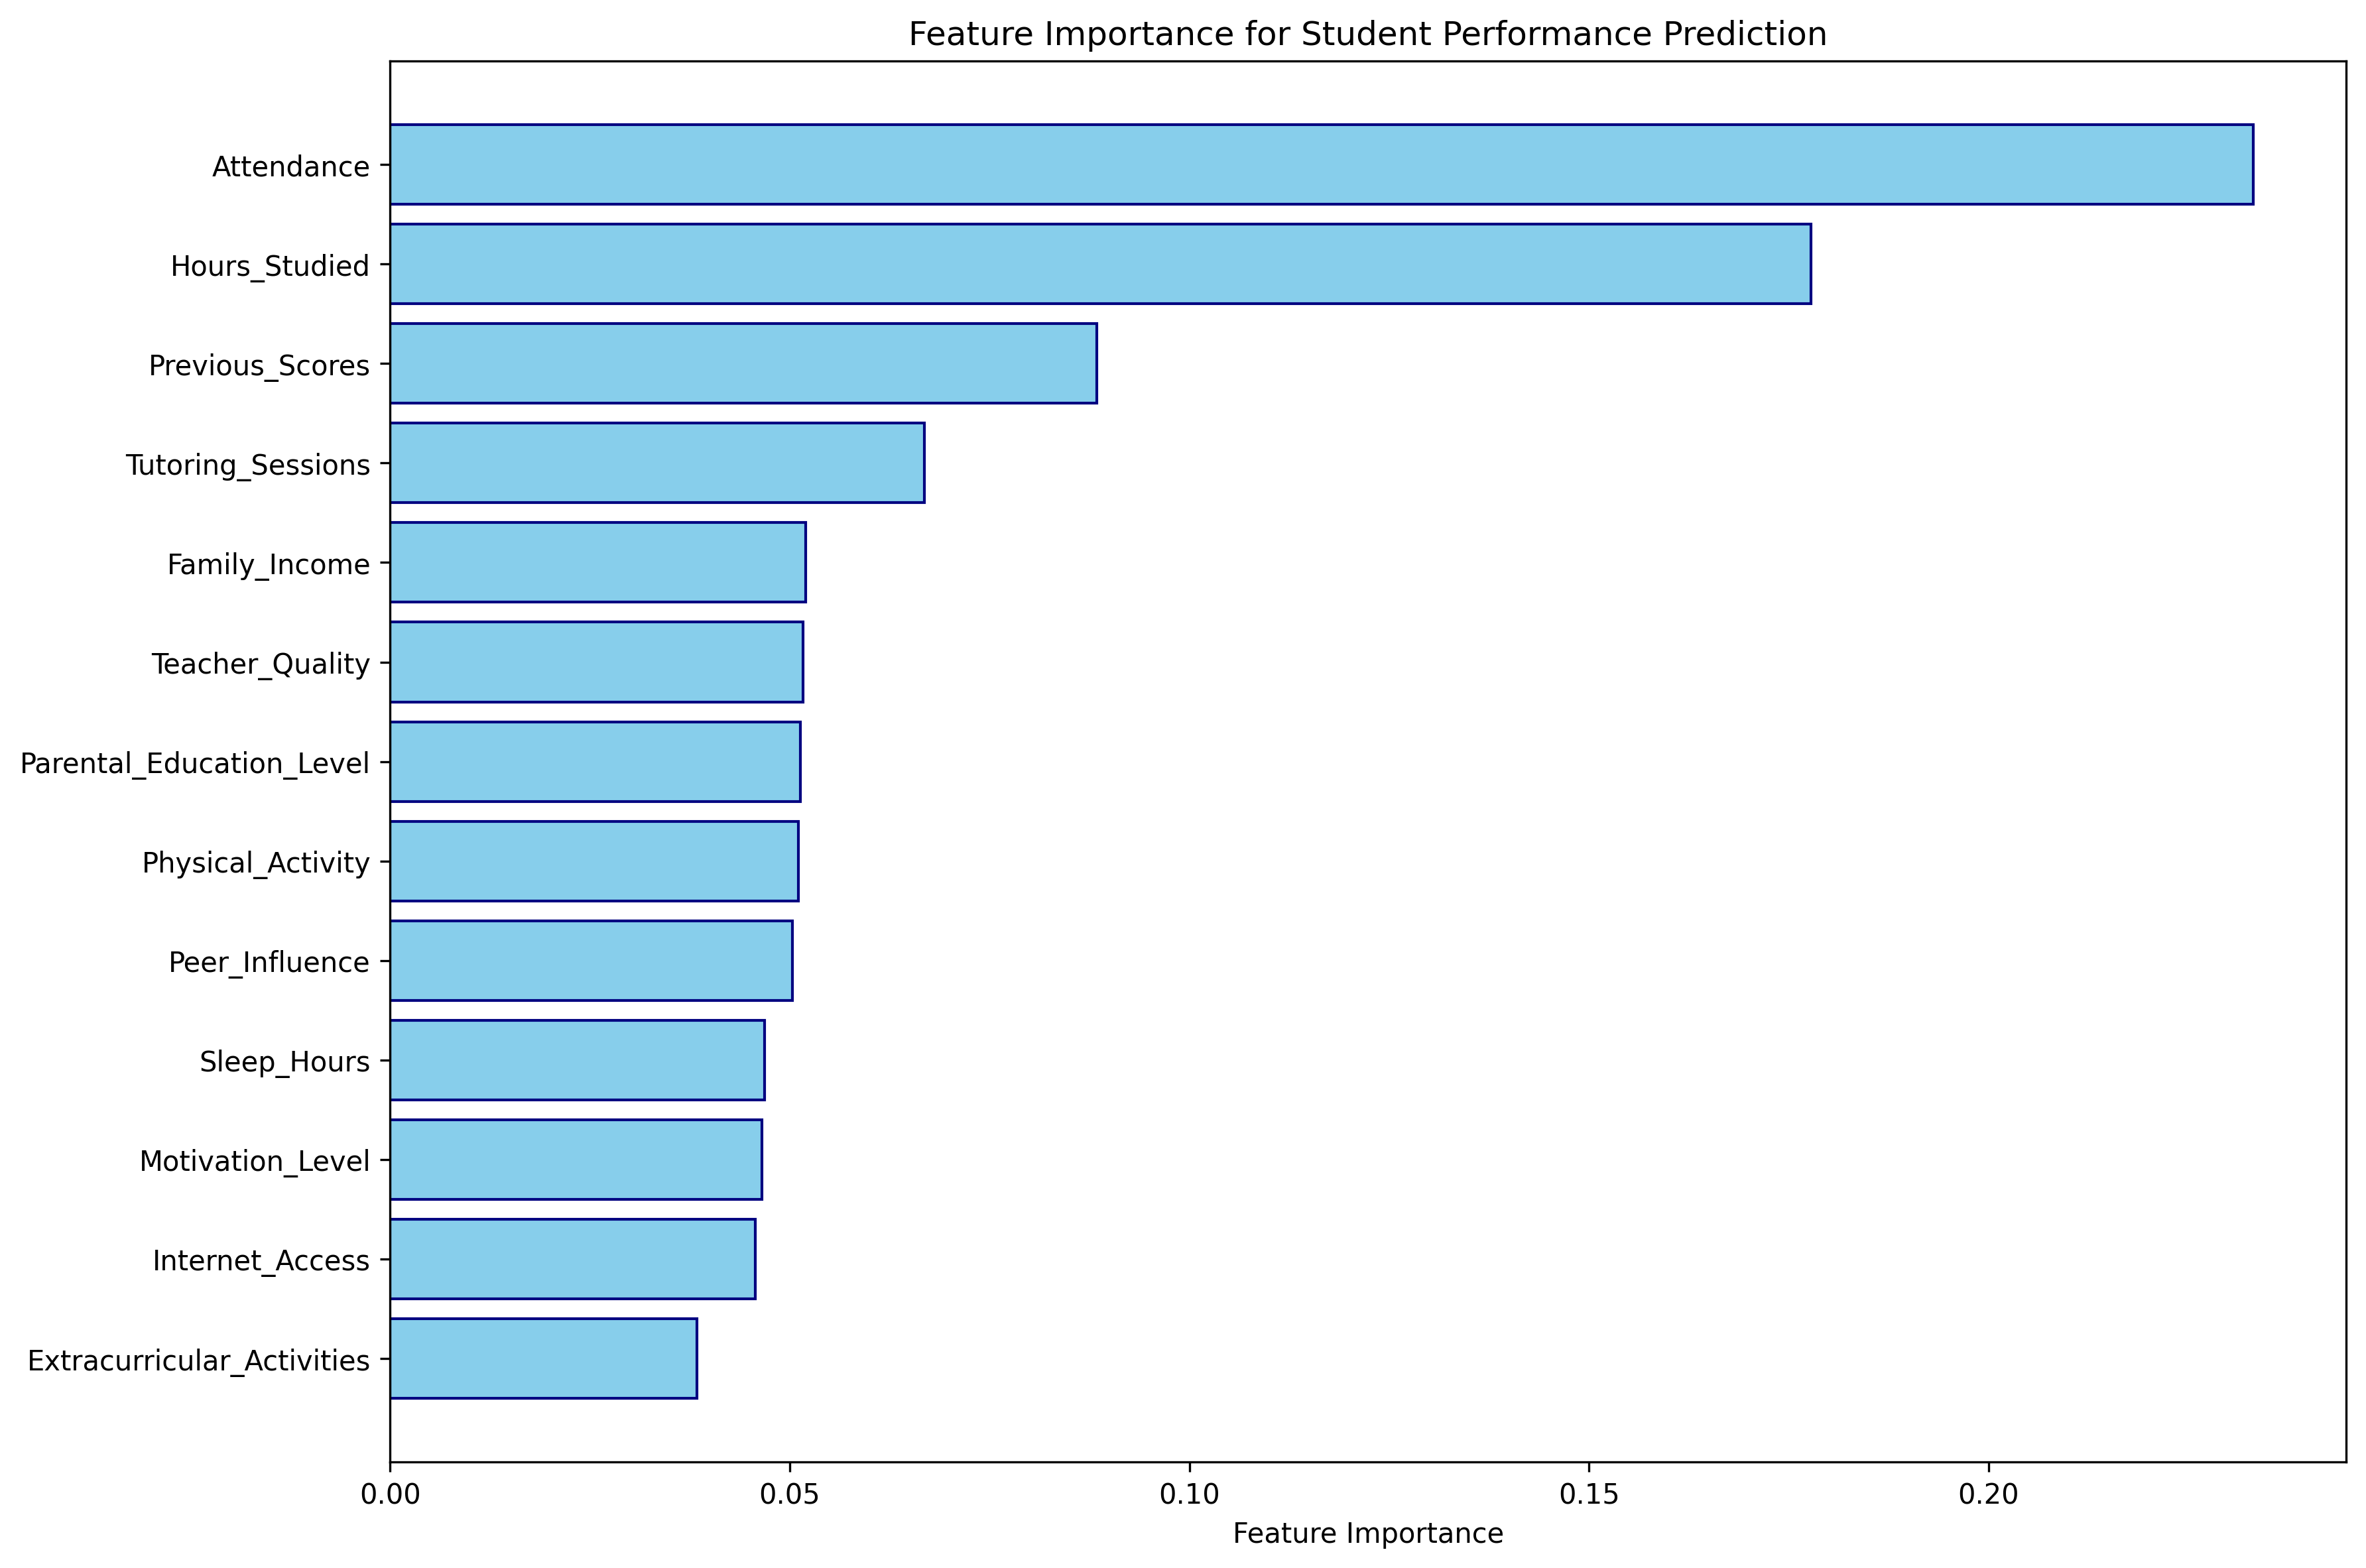 Feature Importance for Student Performance Prediction
Attendance
Hours_Studied
Previous_Scores
Tutoring_Sessions
Family_Income
Teacher_Quality
Parental_Education_Level
Physical_Activity
Peer_Influence
Sleep_Hours
Motivation_Level
Internet_Access
Extracurricular_Activities
0.00 0.05 0.10 0.15 0.20
Feature Importance